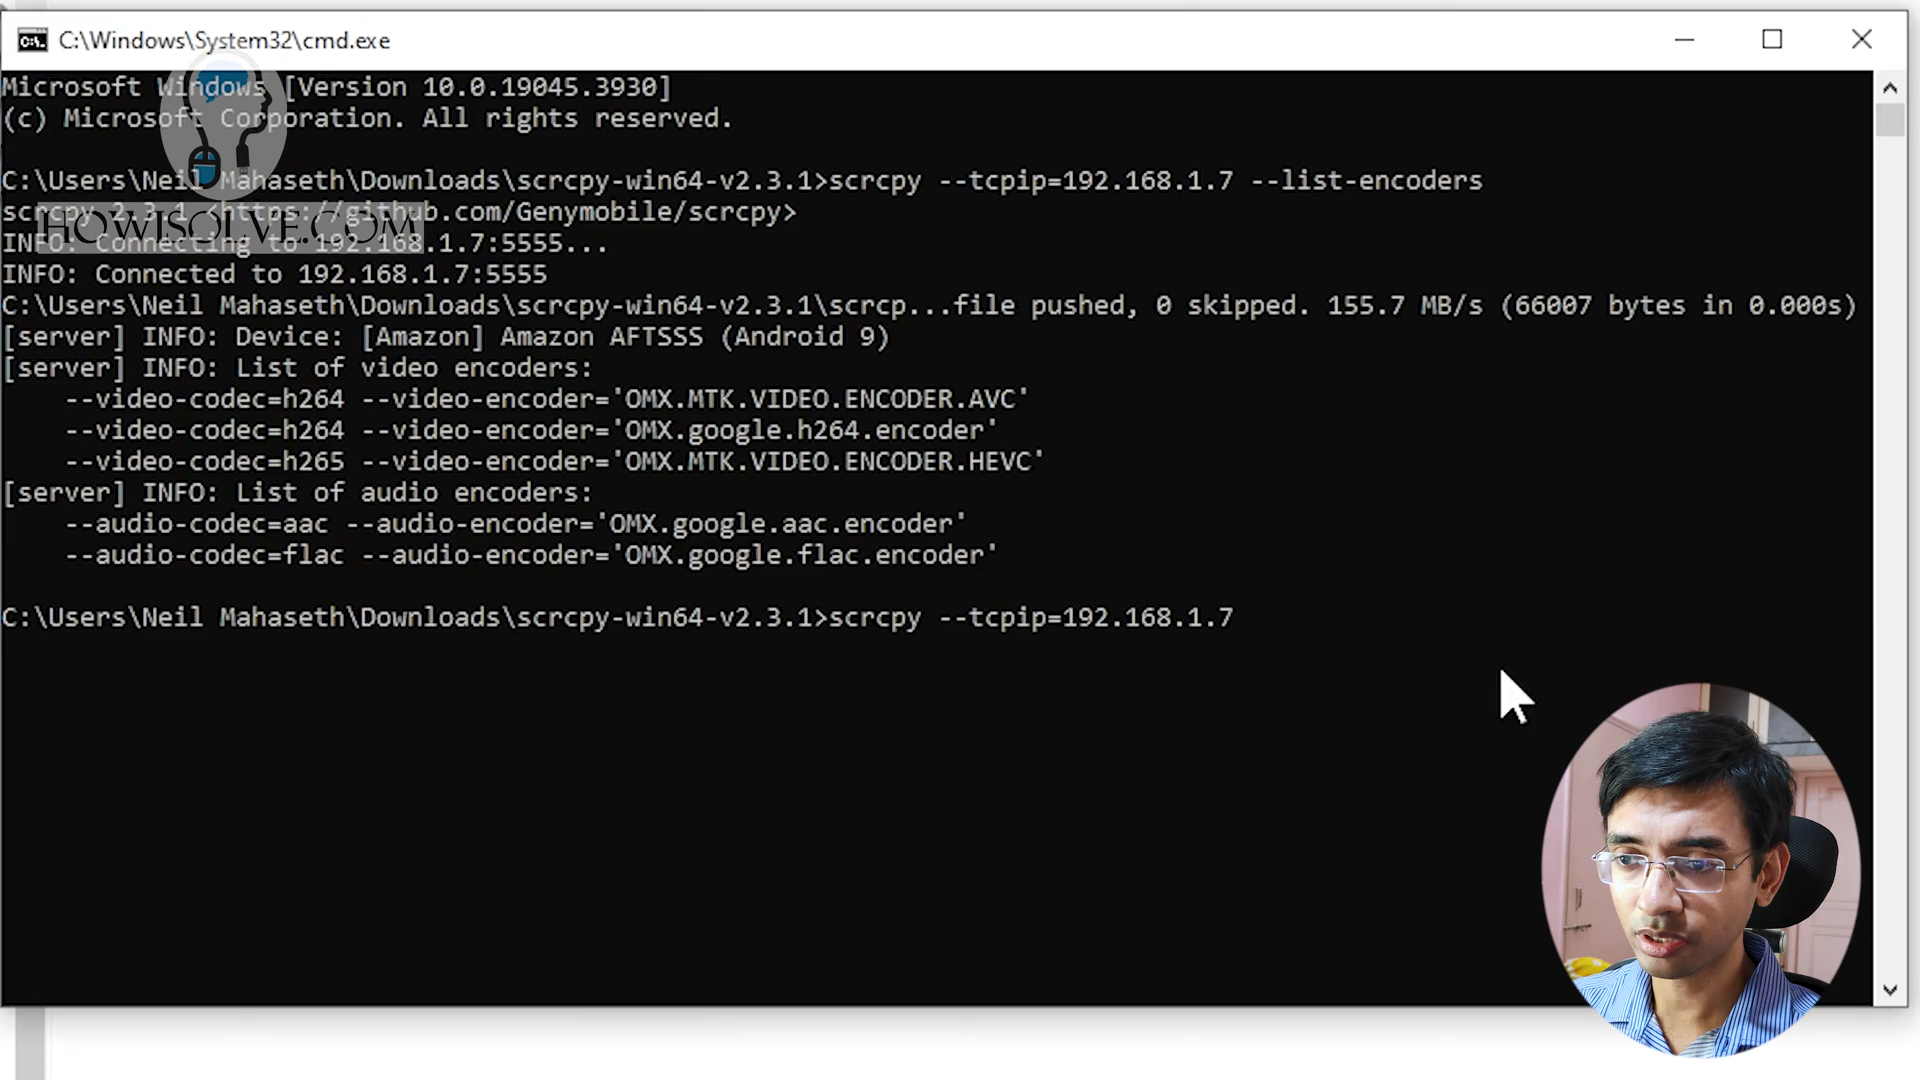 C:\Windows\System32\cmd.exe
Microsoft Windows [Version 10.0.19045.3930]
(c) Microsoft Corporation. All rights reserved.
C:\Users\Neil Mahaseth\Downloads\scrcpy-win64-v2.3.1>scrcpy --tcpip=192.168.1.7 --list-encoders
scrcpy 2.3.1 <https://github.com/Genymobile/scrcpy>
HOWISOLVE.COM
INFO: Connecting to 192.168.1.7:5555...
INFO: Connected to 192.168.1.7:5555
C:\Users\Neil Mahaseth\Downloads\scrcpy-win64-v2.3.1\scrcp...file pushed, 0 skipped. 155.7 MB/s (66007 bytes in 0.000s)
[server] INFO: Device: [Amazon] Amazon AFTSSS (Android 9)
[server] INFO: List of video encoders:
--video-codec=h264 --video-encoder='OMX.MTK.VIDEO.ENCODER.AVC'
--video-codec=h264 --video-encoder='OMX.google.h264.encoder'
--video-codec=h265 --video-encoder='OMX.MTK.VIDEO.ENCODER.HEVC'
[server] INFO: List of audio encoders:
--audio-codec=aac --audio-encoder='OMX.google.aac.encoder'
--audio-codec=flac --audio-encoder='OMX.google.flac.encoder'
C:\Users\Neil Mahaseth\Downloads\scrcpy-win64-v2.3.1>scrcpy --tcpip=192.168.1.7